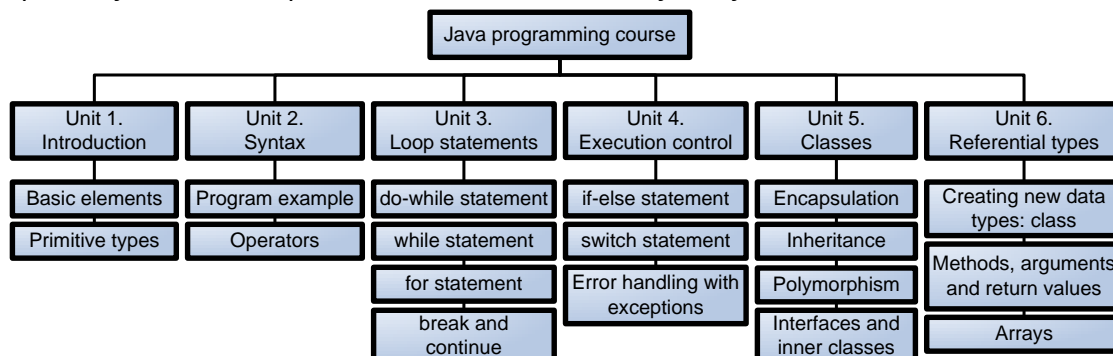 Java programming course
Unit 1.
Introduction
Basic elements
Primitive types
Unit 2.
Syntax
Program example
Operators
Unit 3.
Loop statements
do-while statement
while statement
for statement
break and
continue
Unit 4.
Execution control
if-else statement
switch statement
Error handling with
exceptions
Unit 5.
Classes
Encapsulation
Inheritance
Polymorphism
Interfaces and
inner classes
Unit 6.
Referential types
Creating new data
types: class
Methods, arguments
and return values
Arrays